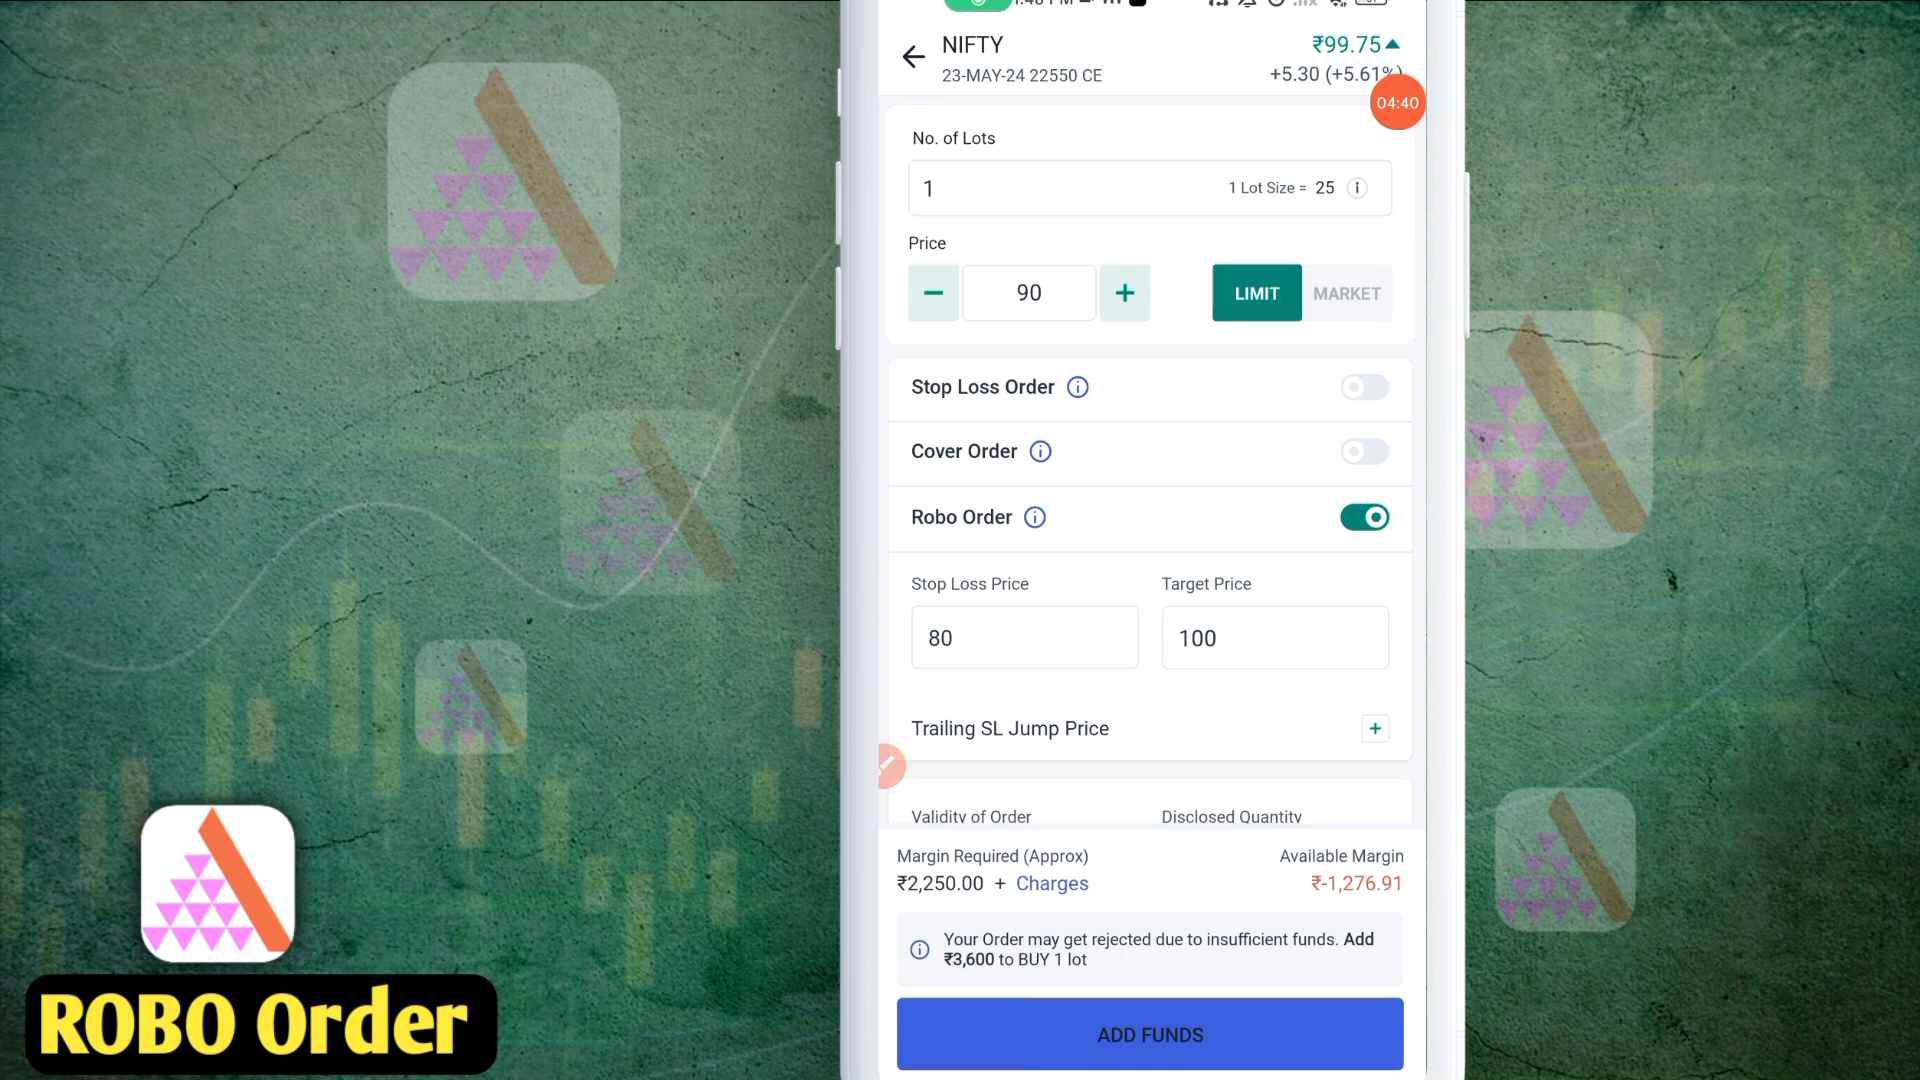 NIFTY
₹99.75
23-MAY-24 22550 CE
+5.30 (+5.61%)
04:40
No. of Lots
1
1 Lot Size = 25
Price
90
LIMIT
MARKET
Stop Loss Order
Cover Order
Robo Order
Stop Loss Price
Target Price
80
100
Trailing SL Jump Price
Validity of Order
Disclosed Quantity
Margin Required (Approx)
Available Margin
₹2,250.00 + Charges
₹-1,276.91
Your Order may get rejected due to insufficient funds. Add
₹3,600 to BUY 1 lot
ADD FUNDS
ROBO Order